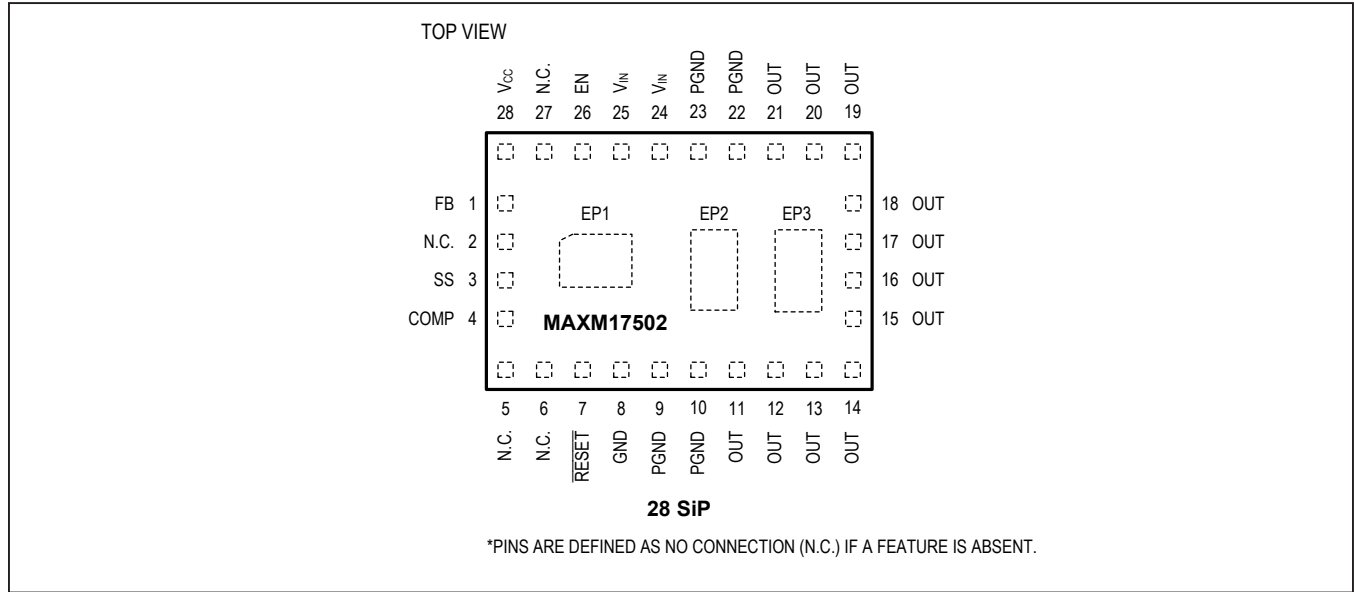 TOP VIEW
VCC N.C. EN VIN VIN PGND PGND OUT OUT OUT
28 27 26 25 24 23 22 21 20 19
FB 1
N.C. 2
SS 3
COMP 4
EP1 EP2 EP3
18 OUT
17 OUT
16 OUT
15 OUT
MAXM17502
5 6 7 8 9 10 11 12 13 14
N.C. N.C. RESET GND PGND PGND OUT OUT OUT OUT
28 SiP
*PINS ARE DEFINED AS NO CONNECTION (N.C.) IF A FEATURE IS ABSENT.